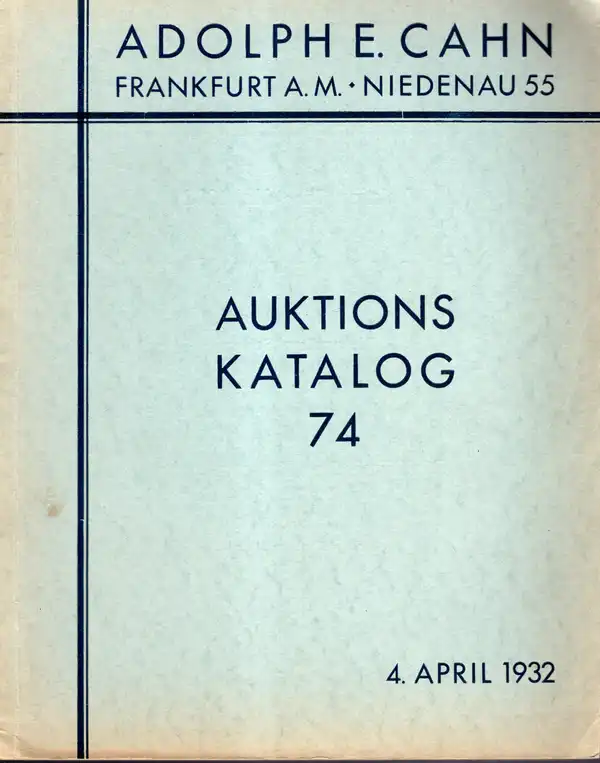 ADOLPH E. CAHN
FRANKFURT A.M. • NIEDENAU 55
AUKTIONS
KATALOG
74
4. APRIL 1932